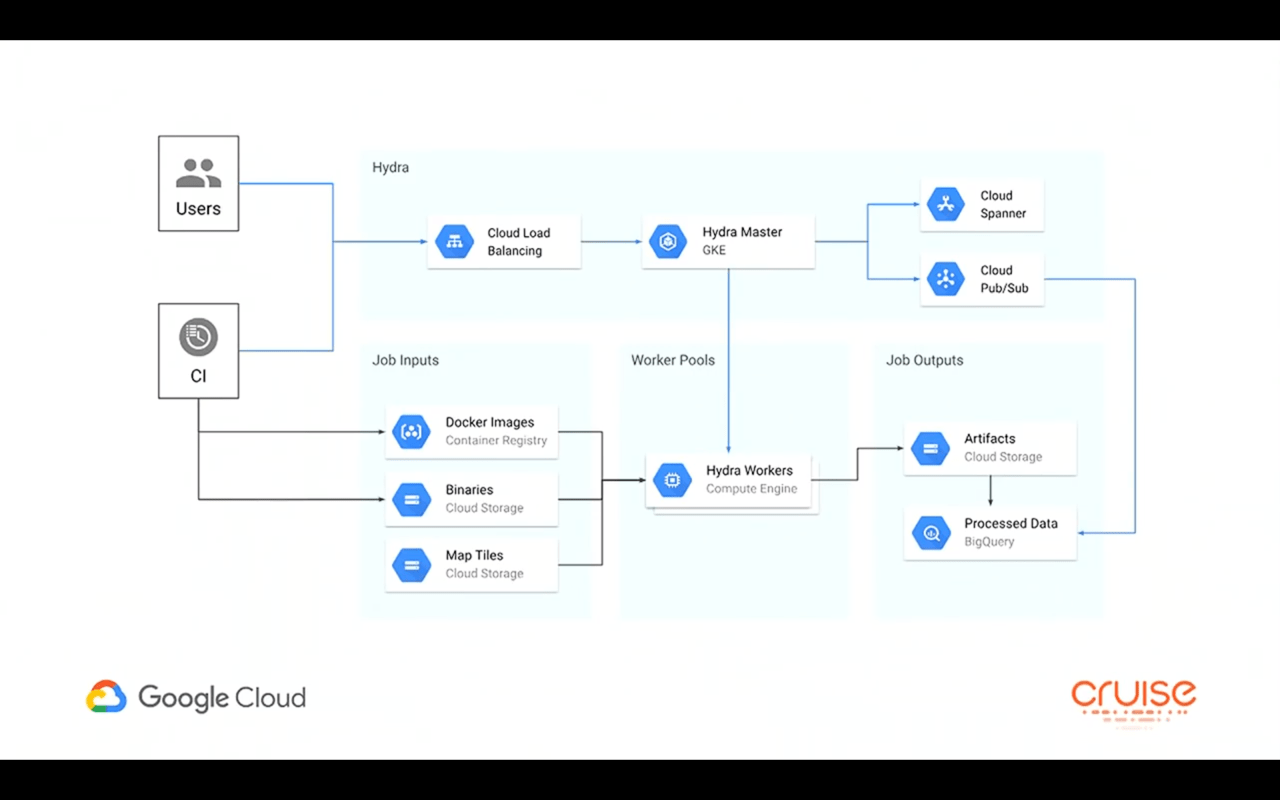 Users
CI
Hydra
Cloud Load
Balancing
Hydra Master
GKE
Cloud
Spanner
Cloud
Pub/Sub
Job Inputs
Docker Images
Container Registry
Binaries
Cloud Storage
Map Tiles
Cloud Storage
Worker Pools
Hydra Workers
Compute Engine
Job Outputs
Artifacts
Cloud Storage
Processed Data
BigQuery
Google Cloud
cruise